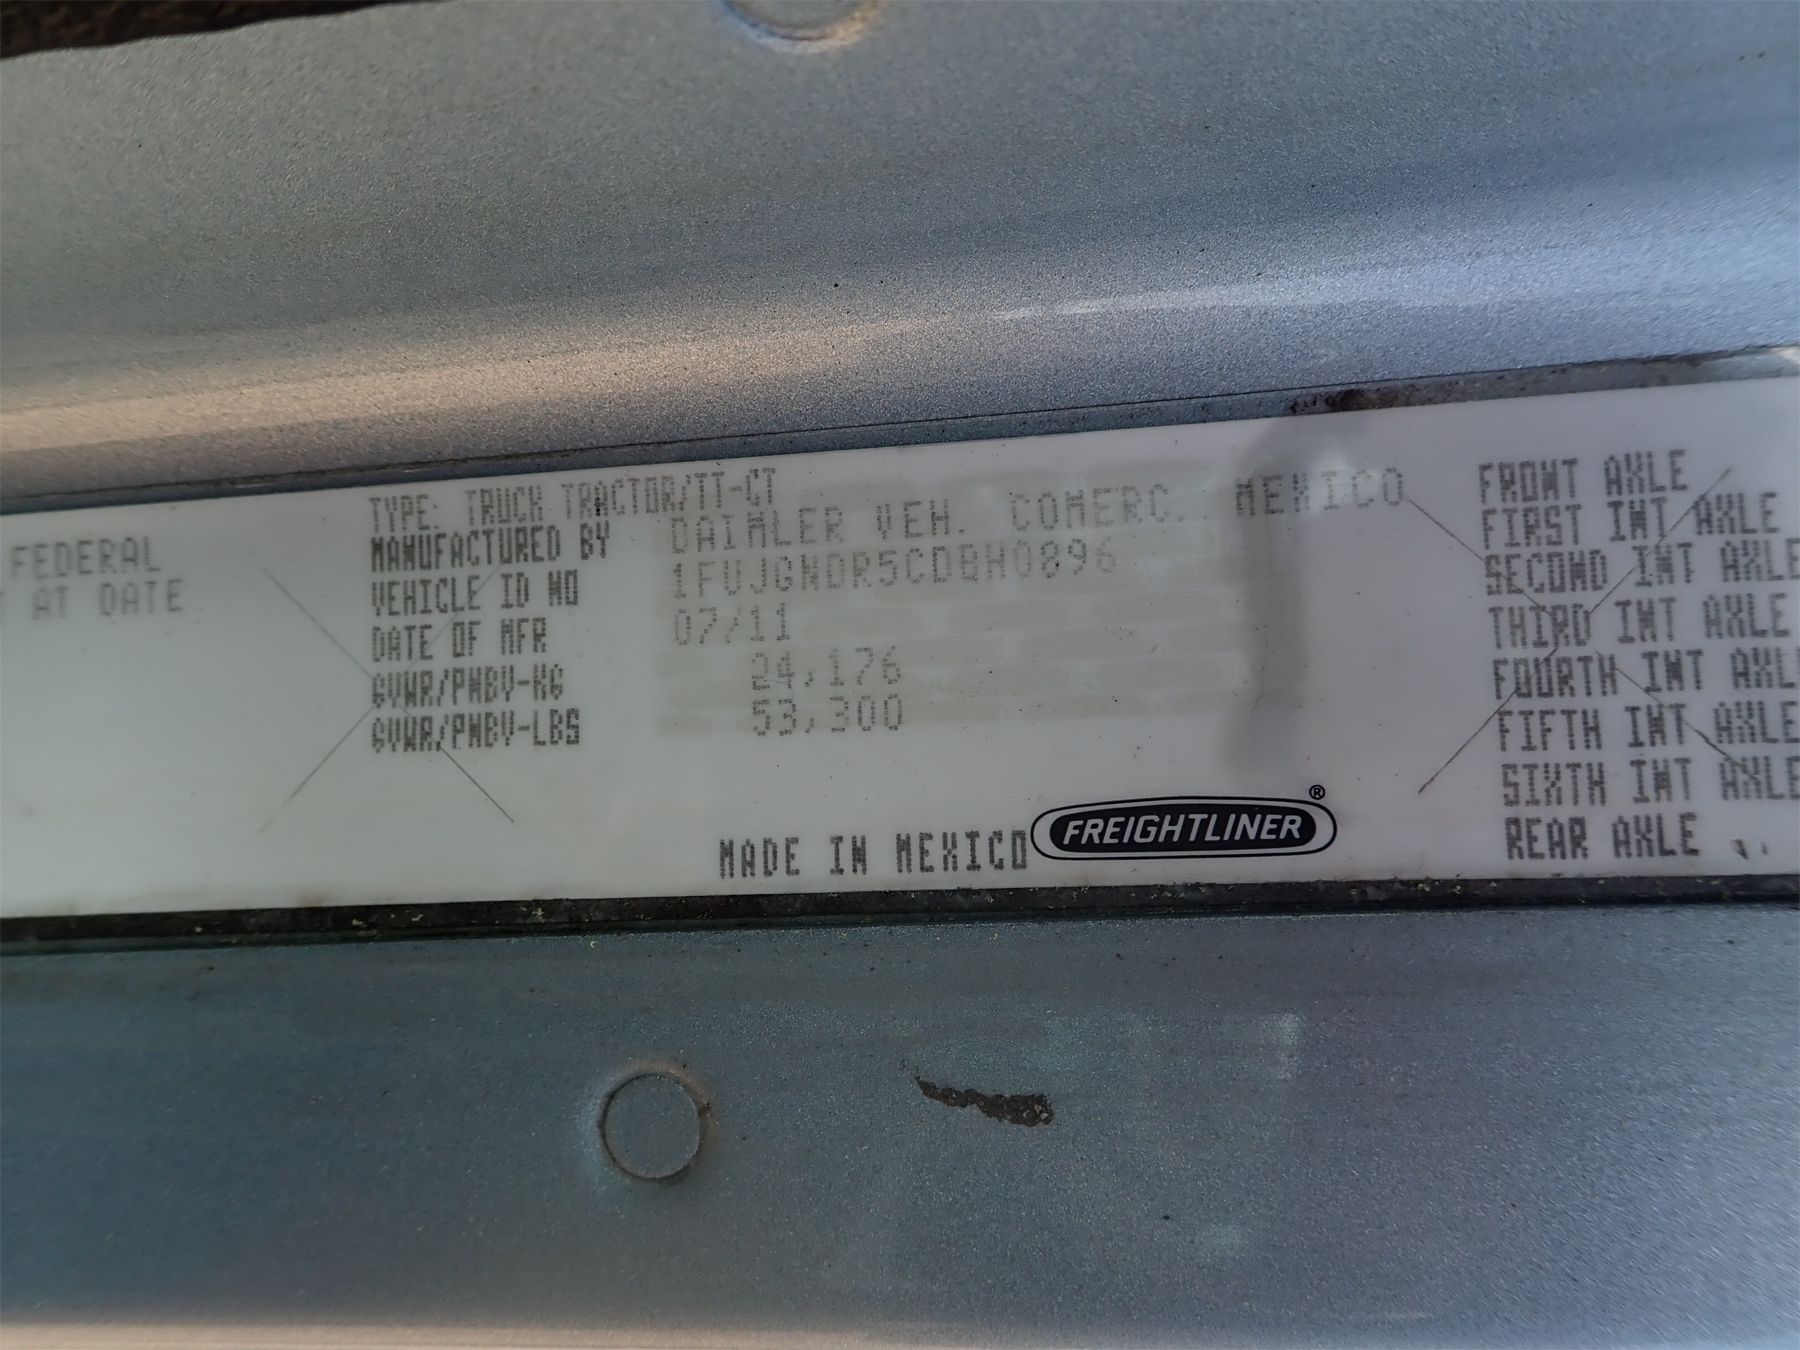 FEDERAL
AT DATE
TYPE: TRUCK TRACTOR/TT-CT
MANUFACTURED BY DAIMLER VEH. COMERC. MEXICO
VEHICLE ID NO 1FUJGNDR5CDBH0896
DATE OF MFR 07/11
GVWR/PNBV-KG 24,176
GVWR/PNBV-LBS 53,300
MADE IN MEXICO FREIGHTLINER ®
FRONT AXLE
FIRST INT AXLE
SECOND INT AXLE
THIRD INT AXLE
FOURTH INT AXLE
FIFTH INT AXLE
SIXTH INT AXLE
REAR AXLE